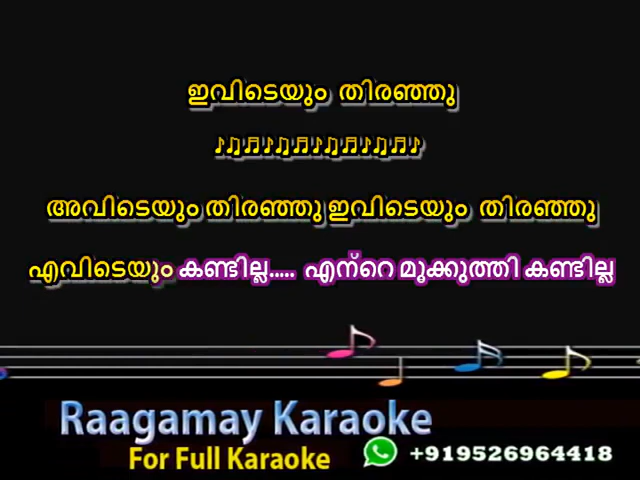 ഇവിടെയും തിരഞ്ഞു
♪♫♬♪♫♬♪♫♬♪♫♬♪
അവിടെയും തിരഞ്ഞു ഇവിടെയും തിരഞ്ഞു
എവിടെയും കണ്ടില്ല..... എന്റെ മൂക്കുത്തി കണ്ടില്ല
Raagamay Karaoke
For Full Karaoke +919526964418